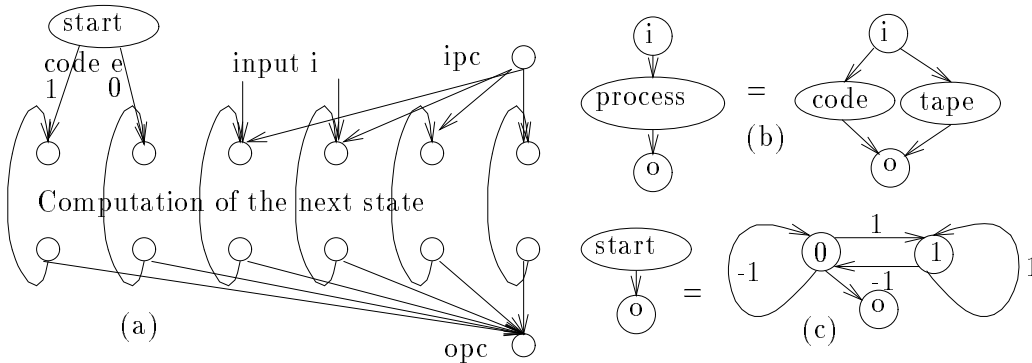 start
code e
1 0
input i
ipc
Computation of the next state
(a)
opc
i
process
o
=
i
code tape
o
(b)
start
o
=
0
1
1
-1
-1
1
o
(c)